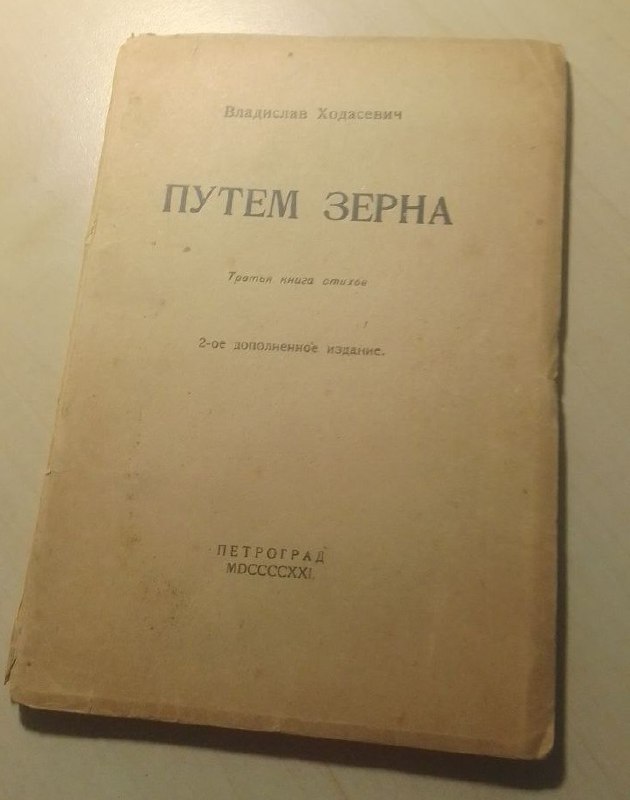 Владислав Ходасевич
ПУТЕМ ЗЕРНА
Третья книга стихов
2-ое дополненное издание.
ПЕТРОГРАД
MDCCCCXXI.